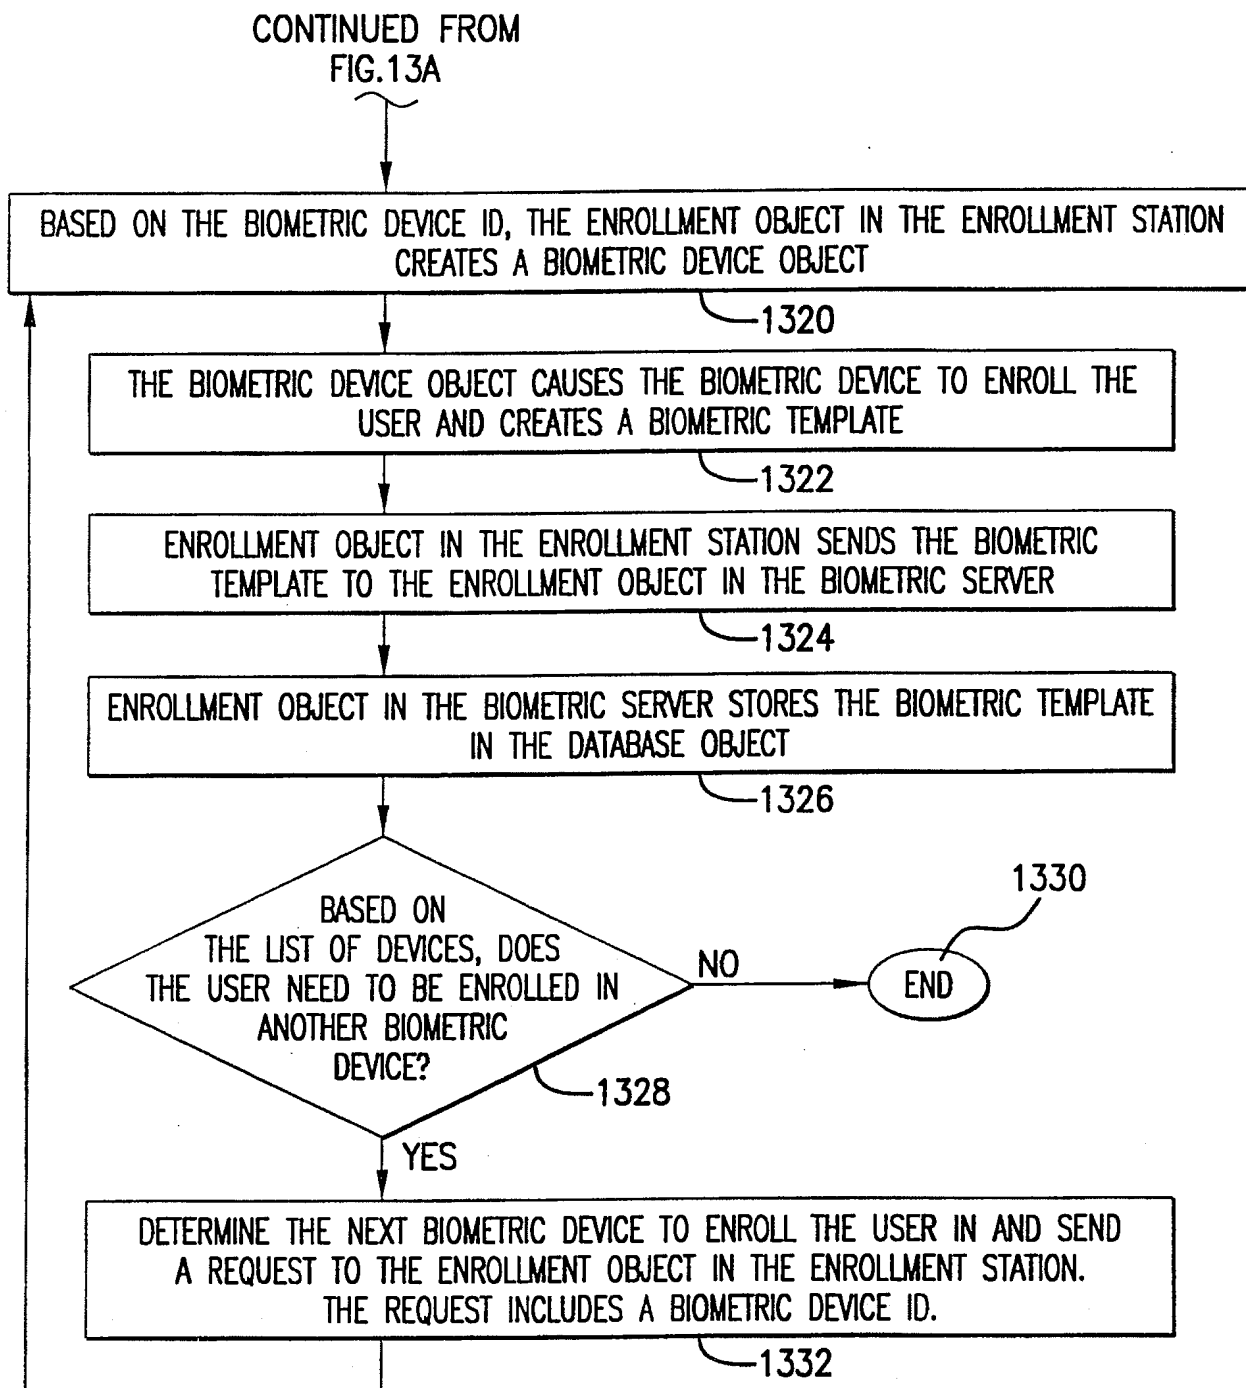 CONTINUED FROM
FIG.13A
BASED ON THE BIOMETRIC DEVICE ID, THE ENROLLMENT OBJECT IN THE ENROLLMENT STATION
CREATES A BIOMETRIC DEVICE OBJECT
1320
THE BIOMETRIC DEVICE OBJECT CAUSES THE BIOMETRIC DEVICE TO ENROLL THE
USER AND CREATES A BIOMETRIC TEMPLATE
1322
ENROLLMENT OBJECT IN THE ENROLLMENT STATION SENDS THE BIOMETRIC
TEMPLATE TO THE ENROLLMENT OBJECT IN THE BIOMETRIC SERVER
1324
ENROLLMENT OBJECT IN THE BIOMETRIC SERVER STORES THE BIOMETRIC TEMPLATE
IN THE DATABASE OBJECT
1326
BASED ON
THE LIST OF DEVICES, DOES
THE USER NEED TO BE ENROLLED IN
ANOTHER BIOMETRIC
DEVICE?
1328
NO
1330
END
YES
DETERMINE THE NEXT BIOMETRIC DEVICE TO ENROLL THE USER IN AND SEND
A REQUEST TO THE ENROLLMENT OBJECT IN THE ENROLLMENT STATION.
THE REQUEST INCLUDES A BIOMETRIC DEVICE ID.
1332